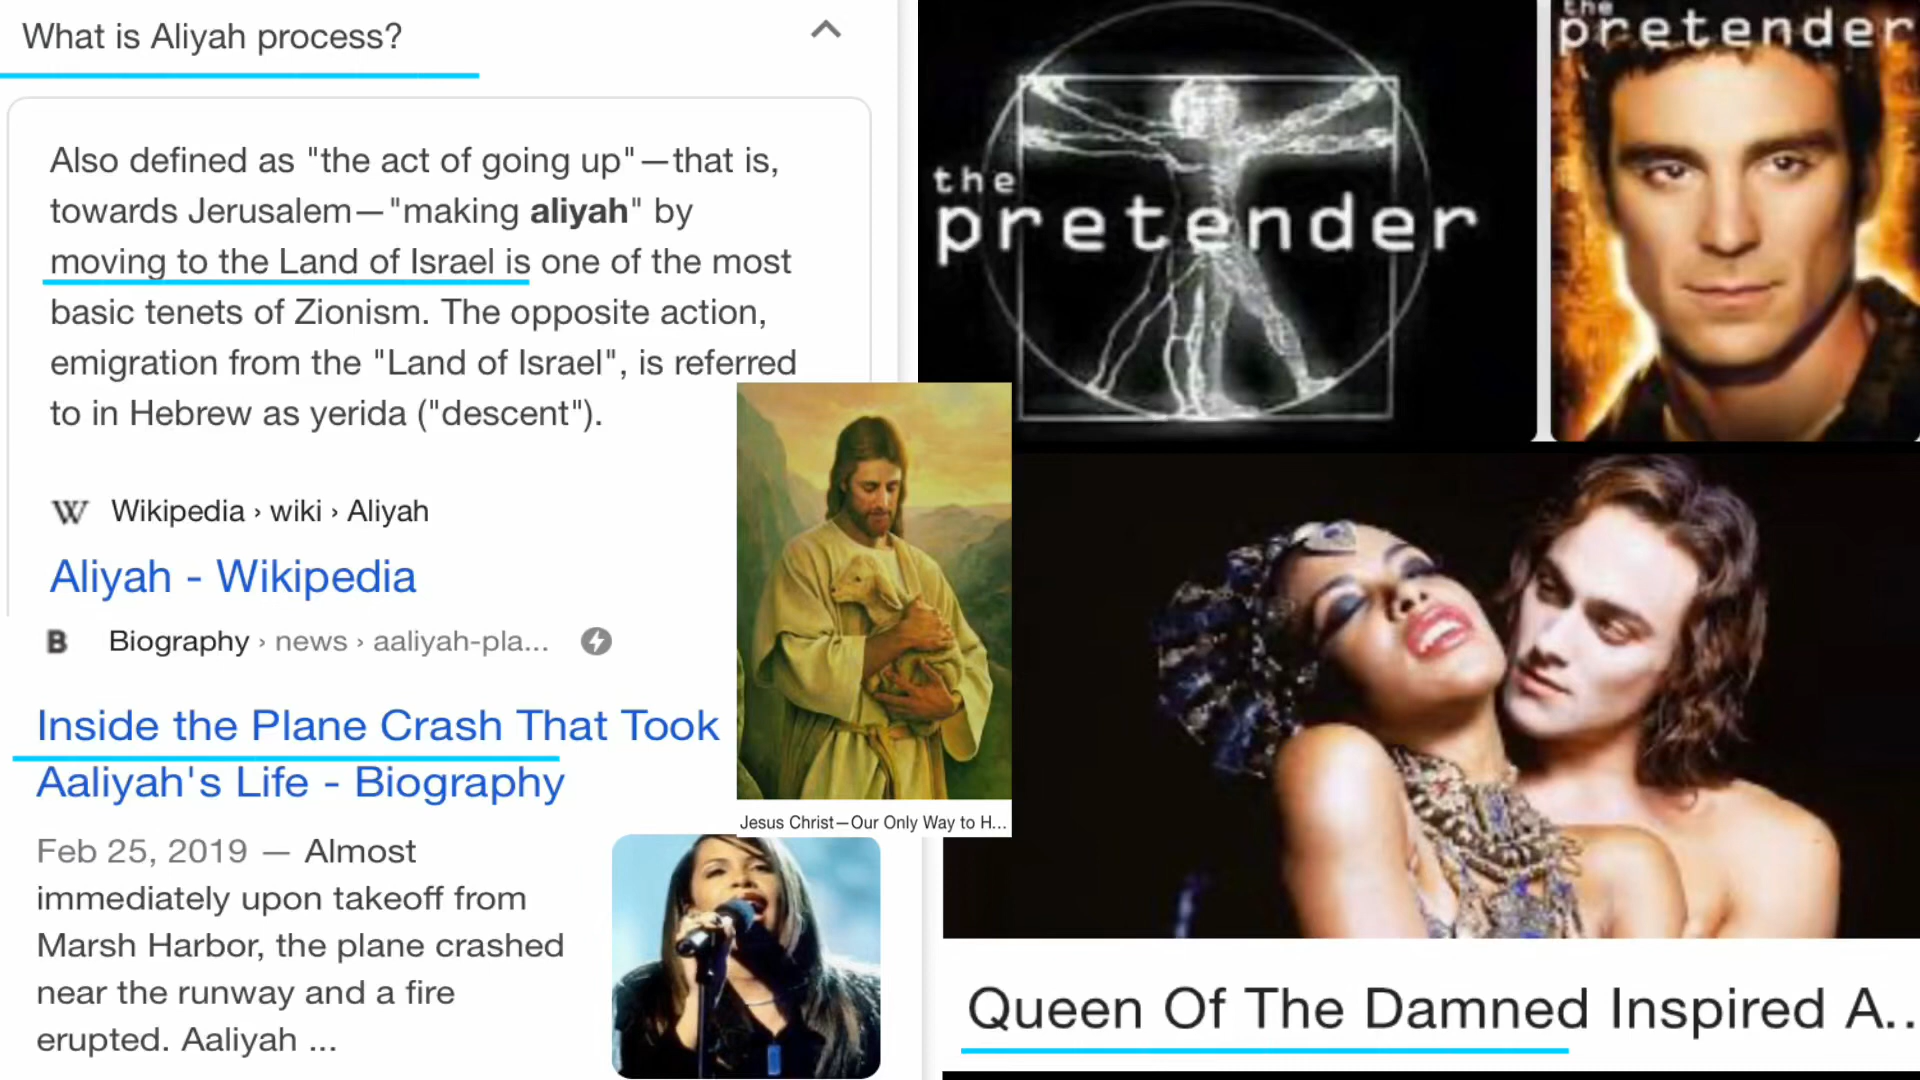 What is Aliyah process?
Also defined as "the act of going up"—that is,
towards Jerusalem—"making aliyah" by
moving to the Land of Israel is one of the most
basic tenets of Zionism. The opposite action,
emigration from the "Land of Israel", is referred
to in Hebrew as yerida ("descent").
W Wikipedia › wiki › Aliyah
Aliyah - Wikipedia
B Biography › news › aaliyah-pla...
Inside the Plane Crash That Took
Aaliyah's Life - Biography
Feb 25, 2019 — Almost
immediately upon takeoff from
Marsh Harbor, the plane crashed
near the runway and a fire
erupted. Aaliyah ...
Jesus Christ—Our Only Way to H...
the
pretender
the
pretender
Queen Of The Damned Inspired A..